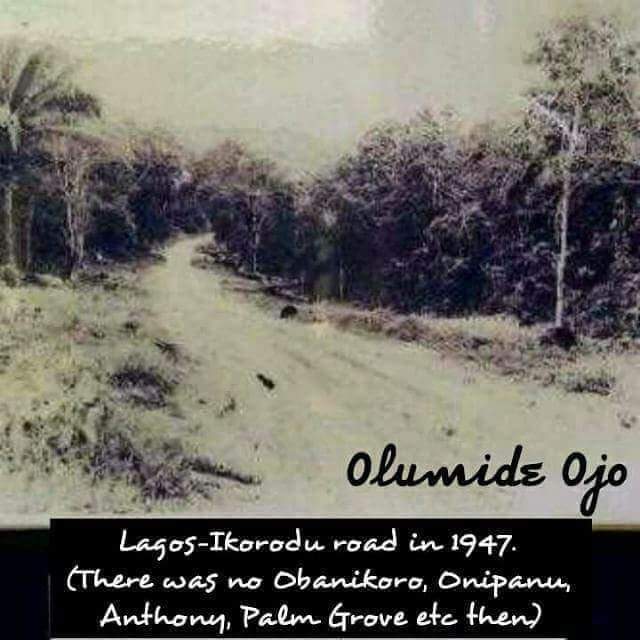 Olumide Ojo
Lagos-Ikorodu road in 1947.
(There was no Obanikoro, Onipanu,
Anthony, Palm Grove etc then)